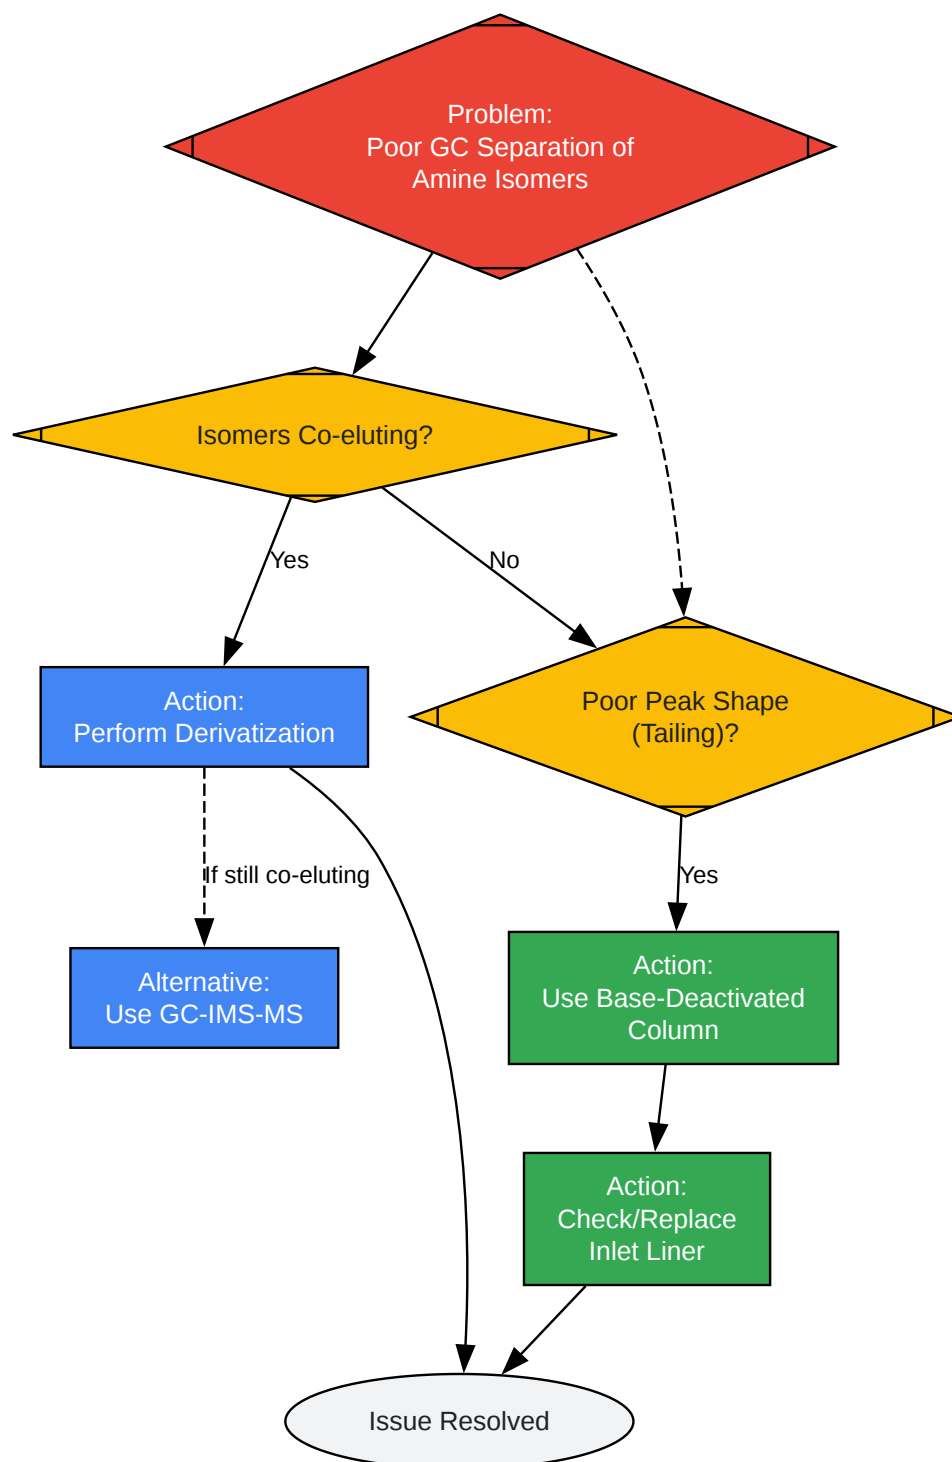 Problem:
Poor GC Separation of
Amine Isomers
Isomers Co-eluting?
Yes
No
Action:
Perform Derivatization
Poor Peak Shape
(Tailing)?
If still co-eluting
Yes
Alternative:
Use GC-IMS-MS
Action:
Use Base-Deactivated
Column
Action:
Check/Replace
Inlet Liner
Issue Resolved